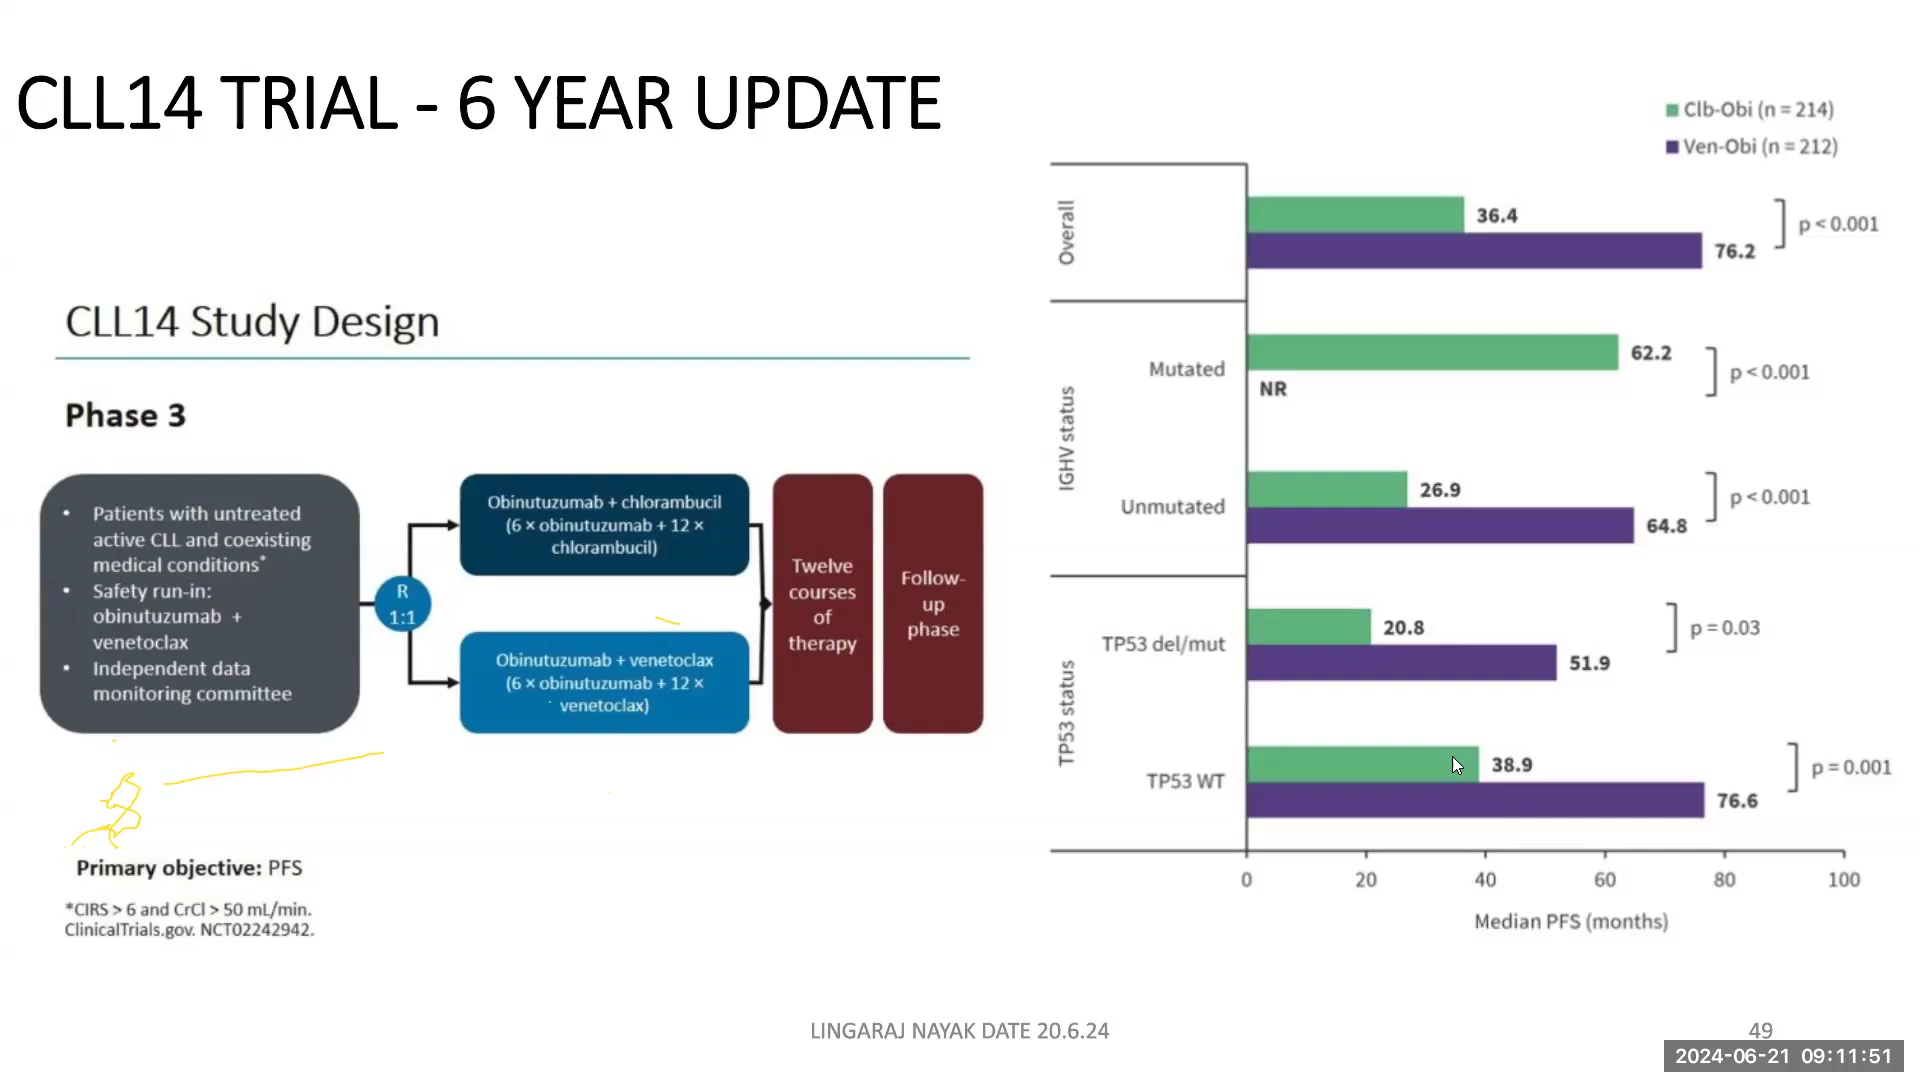 CLL14 TRIAL - 6 YEAR UPDATE
CLL14 Study Design
Phase 3
• Patients with untreated
active CLL and coexisting
medical conditions*
• Safety run-in:
obinutuzumab +
venetoclax
• Independent data
monitoring committee
R
1:1
Obinutuzumab + chlorambucil
(6 × obinutuzumab + 12 ×
chlorambucil)
Obinutuzumab + venetoclax
(6 × obinutuzumab + 12 ×
venetoclax)
Twelve
courses
of
therapy
Follow-
up
phase
Primary objective: PFS
*CIRS > 6 and CrCl > 50 mL/min.
ClinicalTrials.gov. NCT02242942.
Clb-Obi (n = 214)
Ven-Obi (n = 212)
Overall
36.4
76.2
p < 0.001
IGHV status
Mutated
62.2
NR
p < 0.001
Unmutated
26.9
64.8
p < 0.001
TP53 status
TP53 del/mut
20.8
51.9
p = 0.03
TP53 WT
38.9
76.6
p = 0.001
0 20 40 60 80 100
Median PFS (months)
LINGARAJ NAYAK DATE 20.6.24
49
2024-06-21 09:11:51